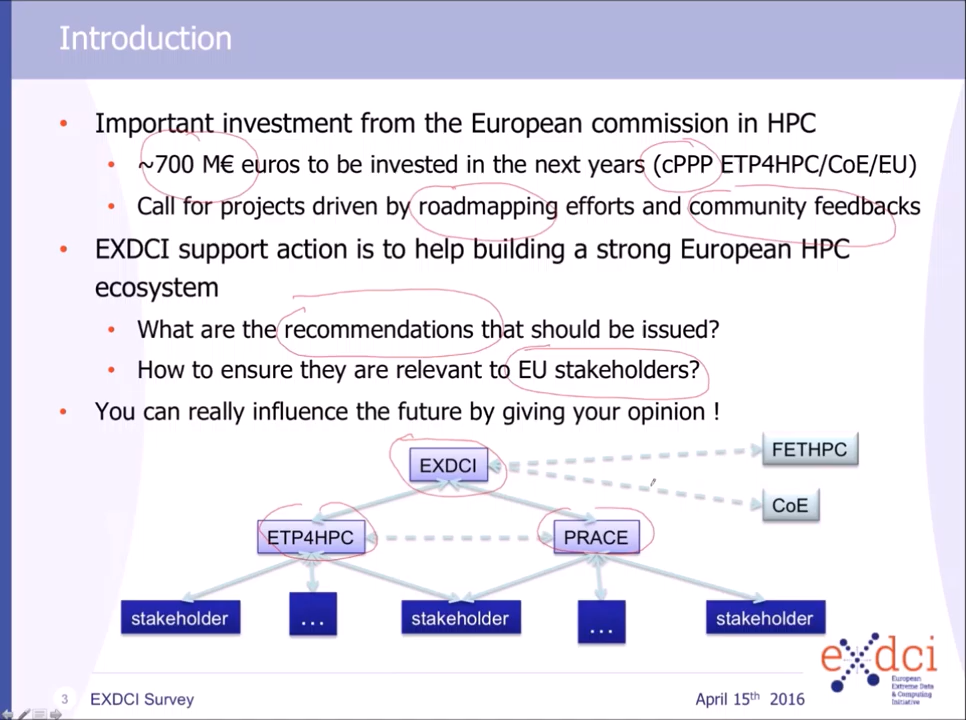 Introduction
• Important investment from the European commission in HPC
• ~700 M€ euros to be invested in the next years (cPPP ETP4HPC/CoE/EU)
• Call for projects driven by roadmapping efforts and community feedbacks
• EXDCI support action is to help building a strong European HPC
ecosystem
• What are the recommendations that should be issued?
• How to ensure they are relevant to EU stakeholders?
• You can really influence the future by giving your opinion !
FETHPC
EXDCI
CoE
ETP4HPC
PRACE
stakeholder
...
stakeholder
...
stakeholder
exdci
European
Extreme Data
& Computing
Initiative
3
EXDCI Survey
April 15th 2016